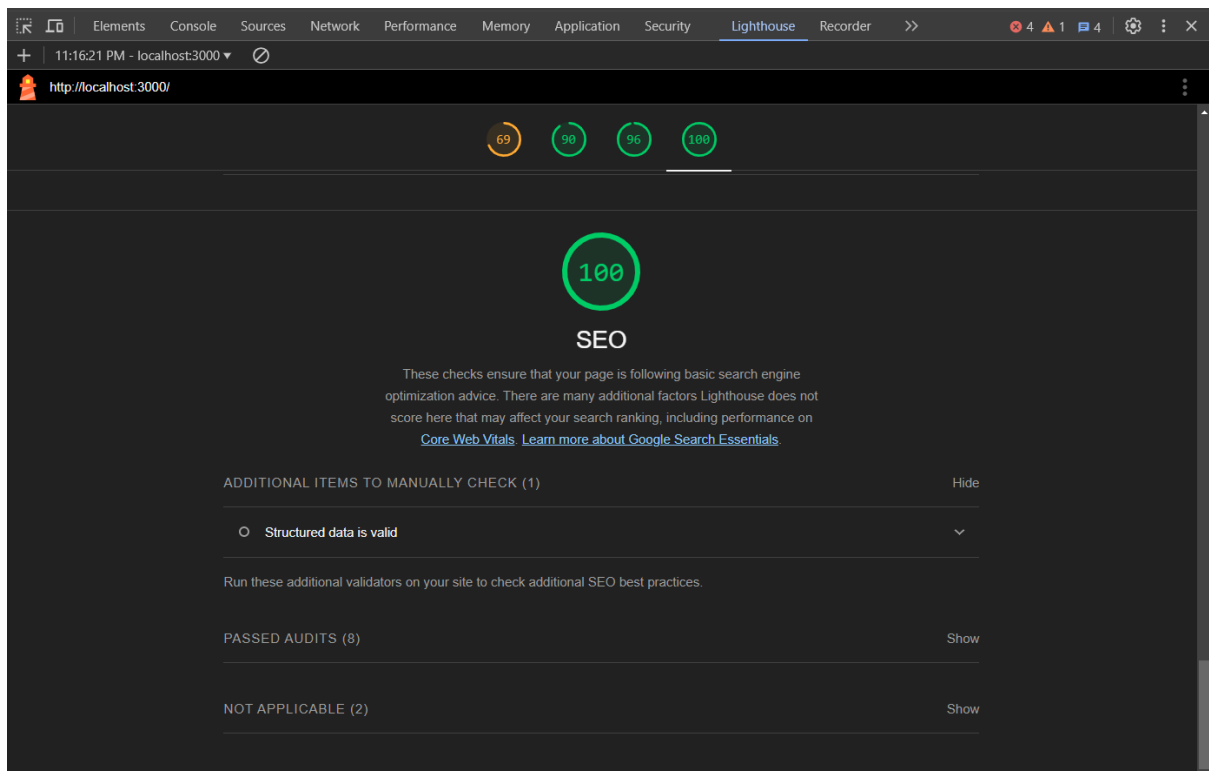 Elements Console Sources Network Performance Memory Application Security Lighthouse Recorder >> 4 1 4
11:16:21 PM - localhost:3000
http://localhost:3000/
69 90 96 100
100
SEO
These checks ensure that your page is following basic search engine
optimization advice. There are many additional factors Lighthouse does not
score here that may affect your search ranking, including performance on
Core Web Vitals. Learn more about Google Search Essentials.
ADDITIONAL ITEMS TO MANUALLY CHECK (1) Hide
Structured data is valid
Run these additional validators on your site to check additional SEO best practices.
PASSED AUDITS (8) Show
NOT APPLICABLE (2) Show